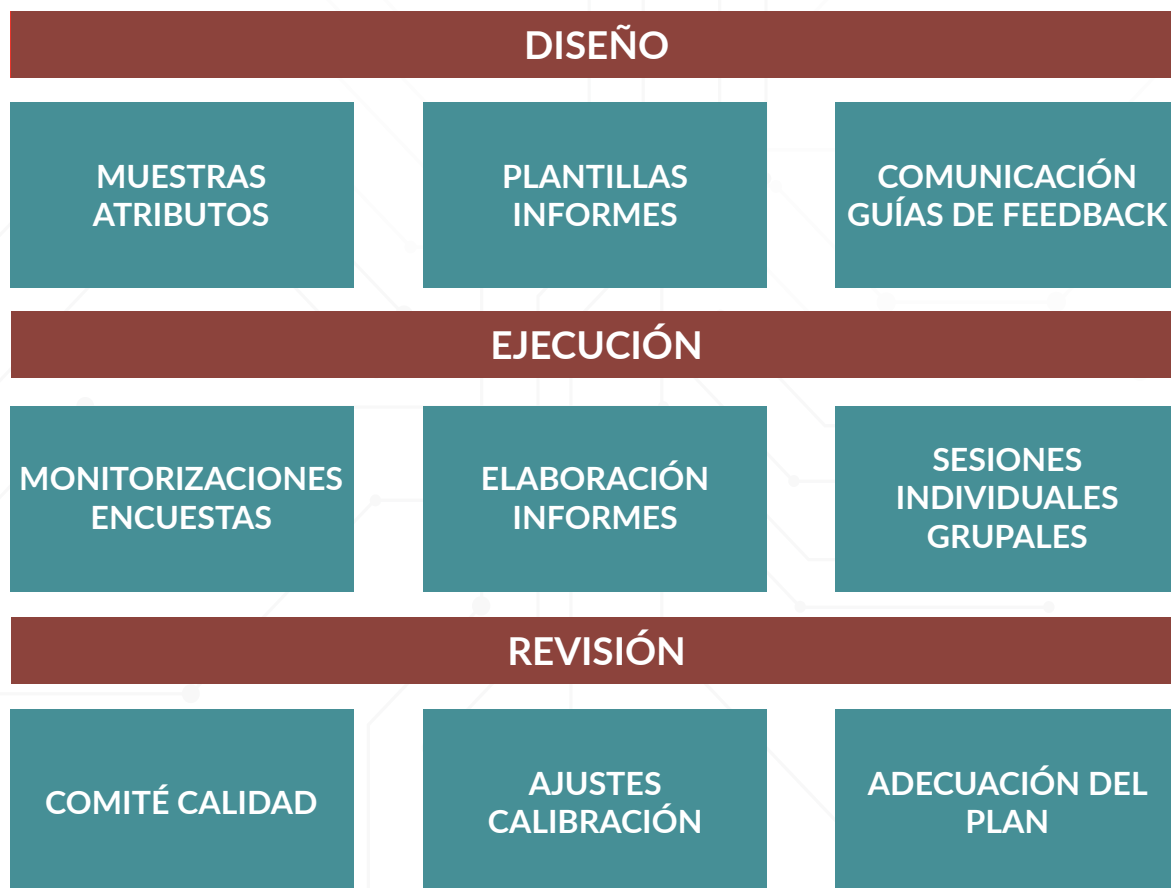 DISEÑO
MUESTRAS
ATRIBUTOS
PLANTILLAS
INFORMES
COMUNICACIÓN
GUÍAS DE FEEDBACK
EJECUCIÓN
MONITORIZACIONES
ENCUESTAS
ELABORACIÓN
INFORMES
SESIONES
INDIVIDUALES
GRUPALES
REVISIÓN
COMITÉ CALIDAD
AJUSTES
CALIBRACIÓN
ADECUACIÓN DEL
PLAN